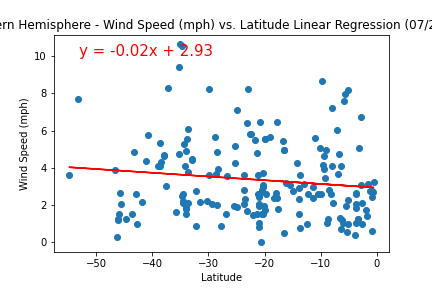 ern Hemisphere - Wind Speed (mph) vs. Latitude Linear Regression (07/2
y = -0.02x + 2.93
10
8
6
4
2
0
Wind Speed (mph)
−50 −40 −30 −20 −10 0
Latitude